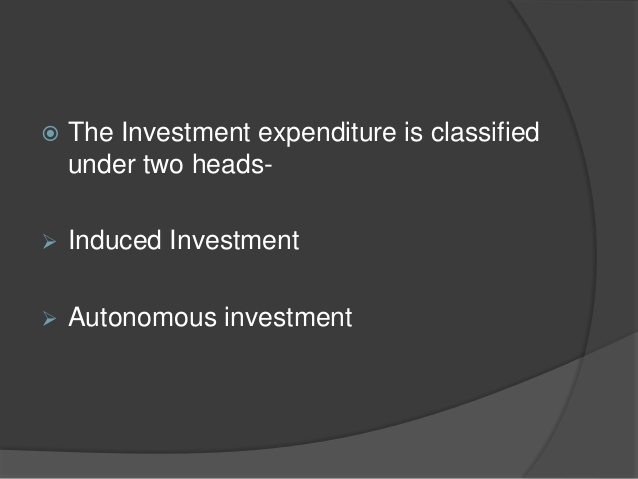 The Investment expenditure is classified
under two heads-
Induced Investment
Autonomous investment